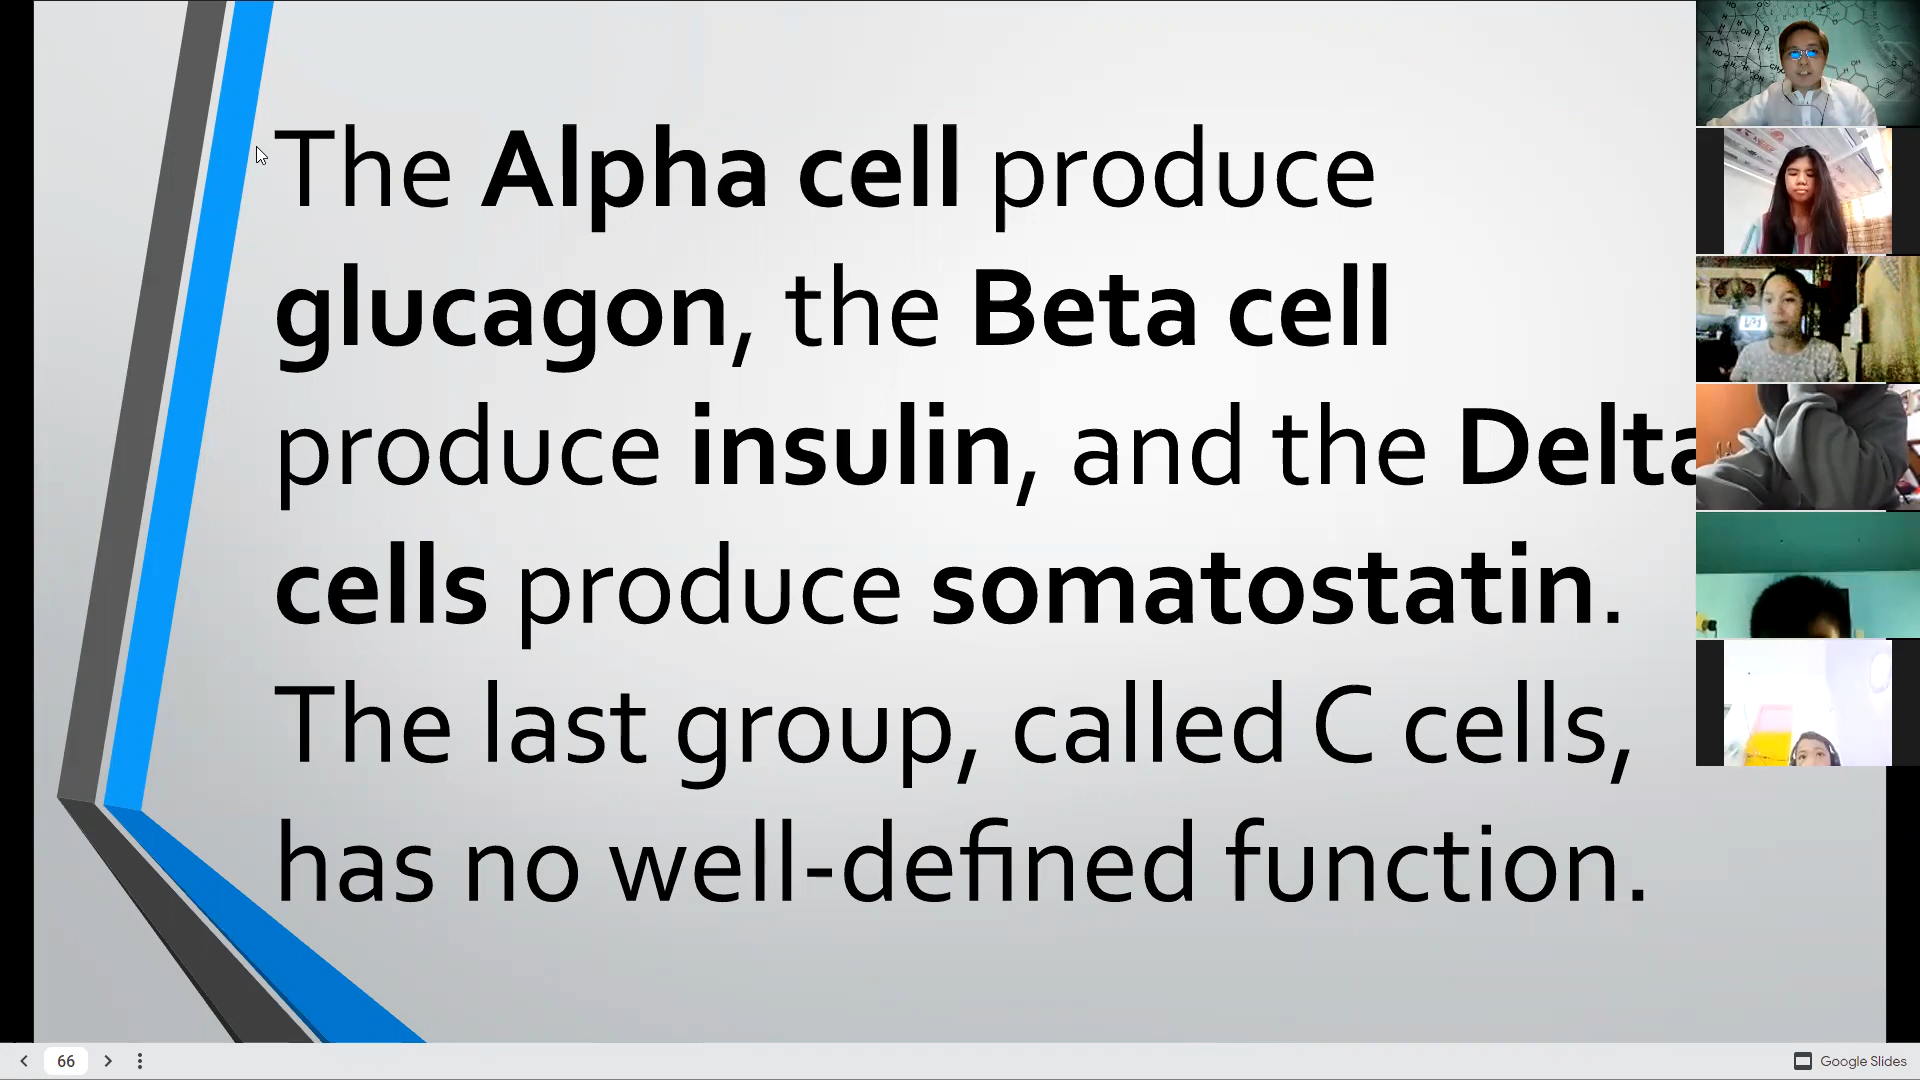 The Alpha cell produce
glucagon, the Beta cell
produce insulin, and the Delta
cells produce somatostatin.
The last group, called C cells,
has no well-defined function.
66
Google Slides